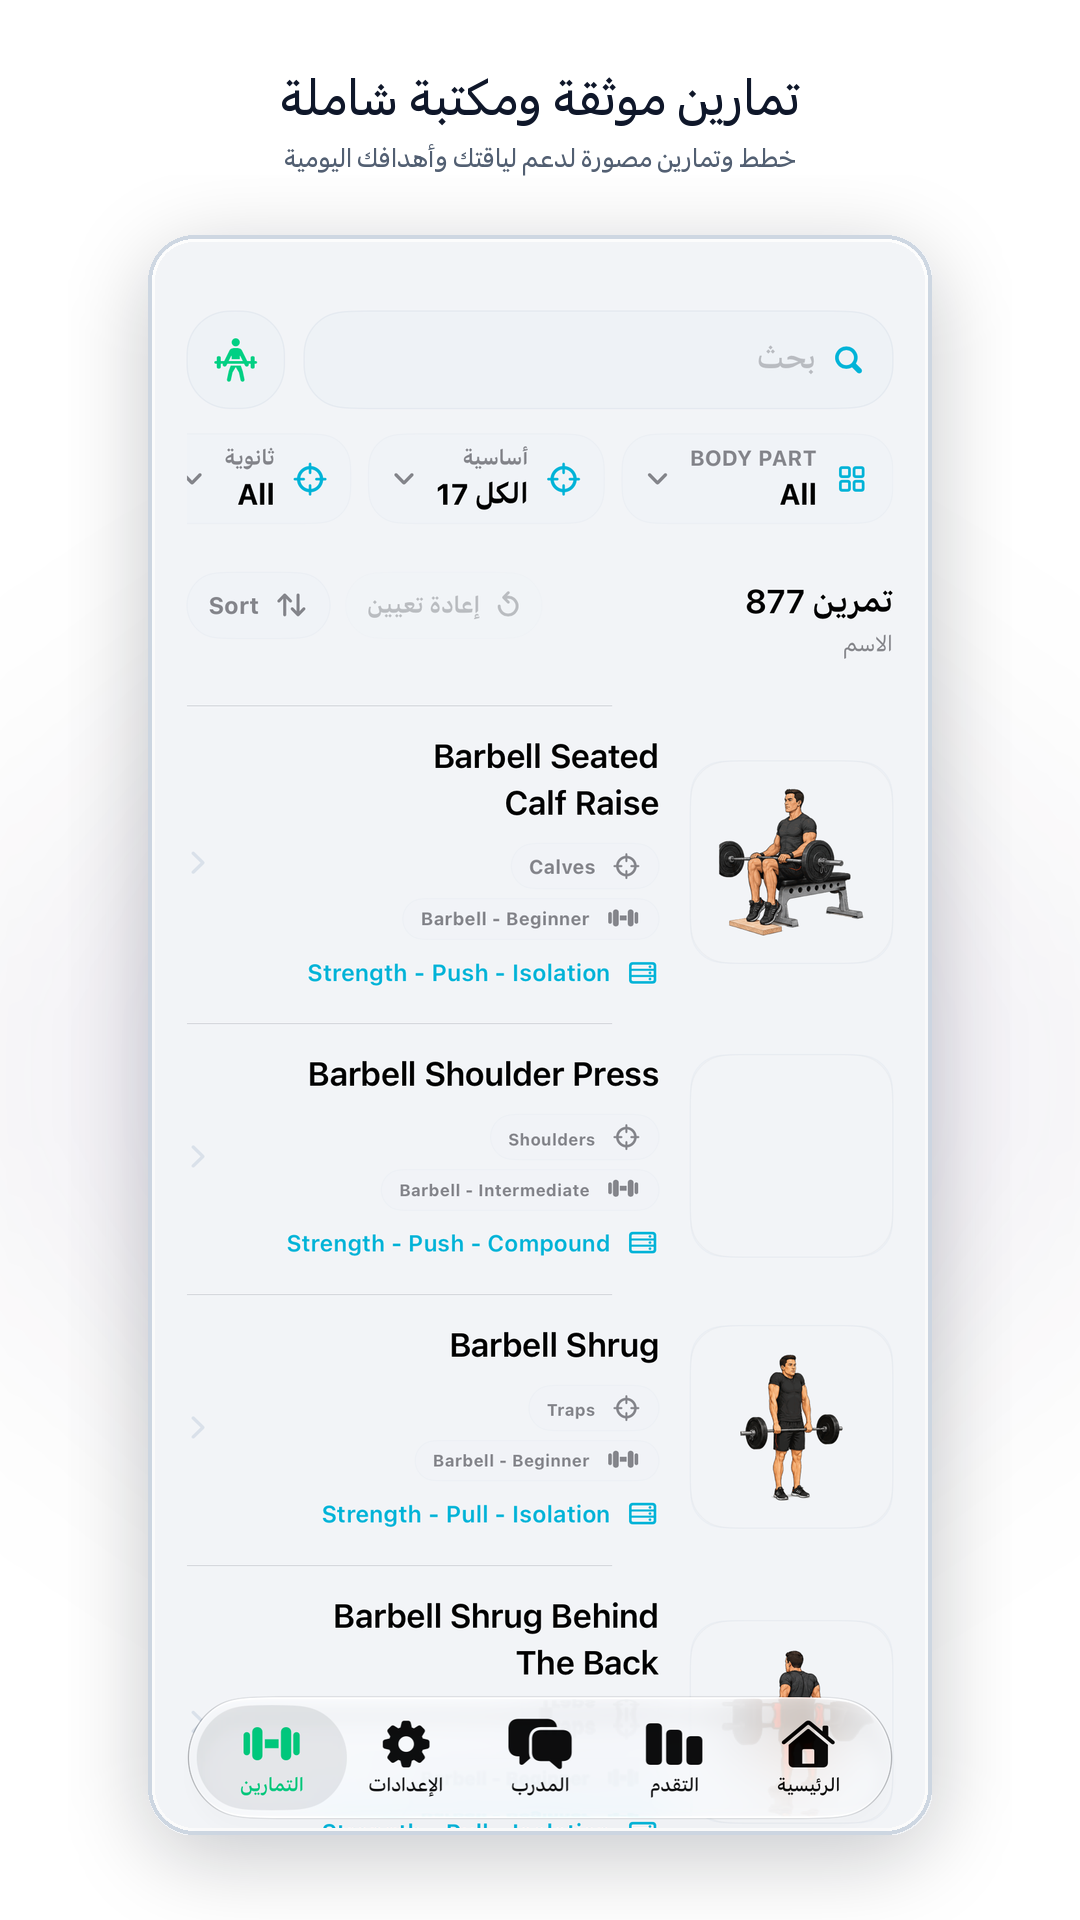 تمارين موثقة ومكتبة شاملة
خطط وتمارين مصورة لدعم لياقتك وأهدافك اليومية
بحث
BODY PART
All
أساسية
الكل 17
ثانوية
All
877 تمرين
الاسم
إعادة تعيين
Sort
Barbell Seated
Calf Raise
Calves
Barbell - Beginner
Strength - Push - Isolation
Barbell Shoulder Press
Shoulders
Barbell - Intermediate
Strength - Push - Compound
Barbell Shrug
Traps
Barbell - Beginner
Strength - Pull - Isolation
Barbell Shrug Behind
The Back
الرئيسية
التقدم
المدرب
الإعدادات
التمارين